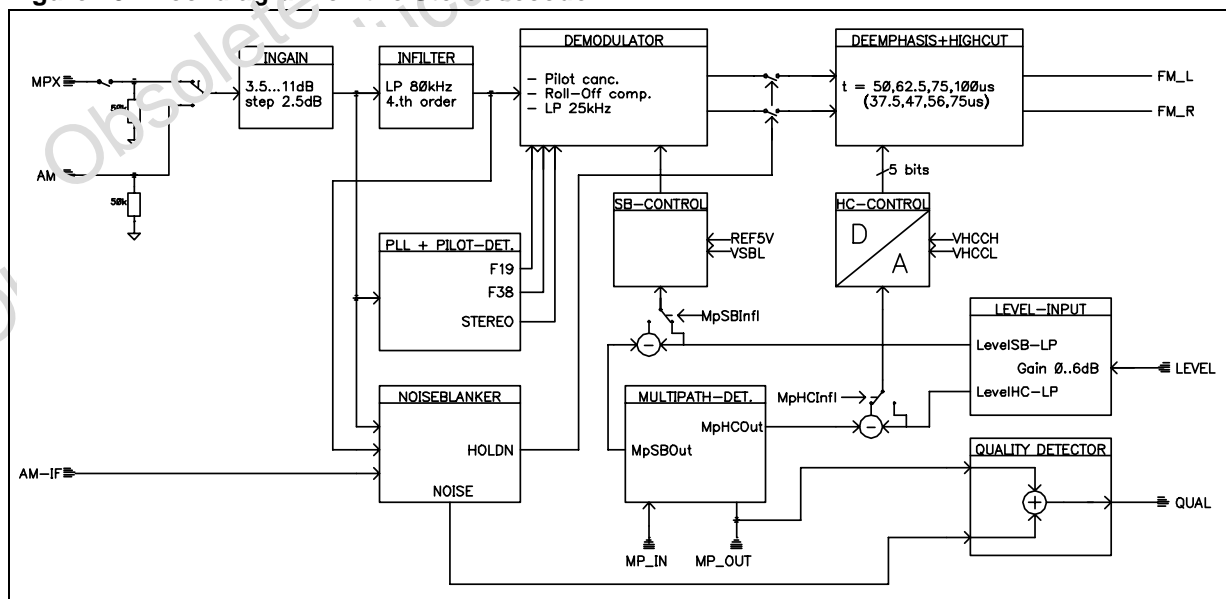 Obsolete
INGAIN
3.5...11dB
step 2.5dB
INFILTER
LP 80kHz
4.th order
DEMODULATOR
– Pilot canc.
– Roll-Off comp.
– LP 25kHz
DEEMPHASIS+HIGHCUT
t = 50,62.5,75,100us
(37.5,47,56,75us)
MPX
50k
AM
50k
FM_L
FM_R
5 bits
SB-CONTROL
REF5V
VSBL
HC-CONTROL
D
A
VHCCH
VHCCL
PLL + PILOT-DET.
F19
F38
STEREO
MpSBInfl
LEVEL-INPUT
LevelSB-LP
Gain 0..6dB
LevelHC-LP
LEVEL
NOISEBLANKER
HOLDN
NOISE
AM-IF
MULTIPATH-DET.
MpHCOut
MpSBOut
MpHCInfl
QUALITY DETECTOR
QUAL
MP_IN
MP_OUT